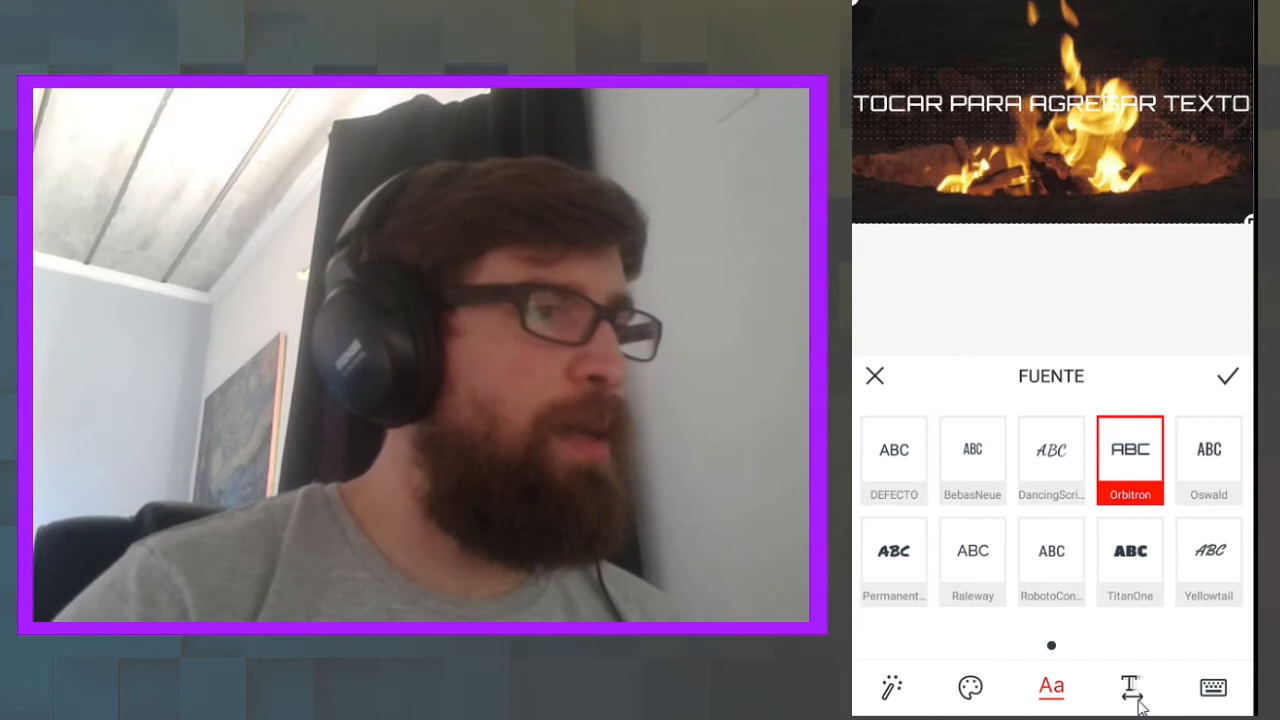 TOCAR PARA AGREGAR TEXTO
FUENTE
ABC ABC ABC ABC ABC
DEFECTO BebasNeue DancingScri... Orbitron Oswald
ABC ABC ABC ABC ABC
Permanent... Raleway RobotoCon... TitanOne Yellowtail
Aa T